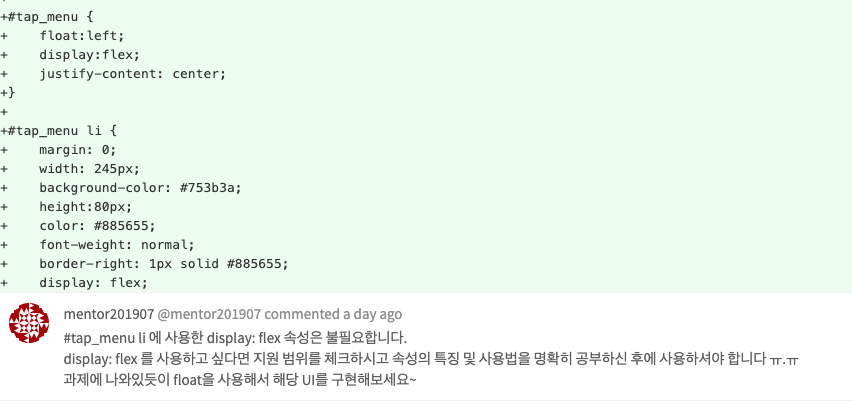 +#tap_menu {
+    float:left;
+    display:flex;
+    justify-content: center;
+}
+
+#tap_menu li {
+    margin: 0;
+    width: 245px;
+    background-color: #753b3a;
+    height:80px;
+    color: #885655;
+    font-weight: normal;
+    border-right: 1px solid #885655;
+    display: flex;
mentor201907 @mentor201907 commented a day ago
#tap_menu li 에 사용한 display: flex 속성은 불필요합니다.
display: flex 를 사용하고 싶다면 지원 범위를 체크하시고 속성의 특징 및 사용법을 명확히 공부하신 후에 사용하셔야 합니다 ㅠ.ㅠ
과제에 나와있듯이 float을 사용해서 해당 UI를 구현해보세요~